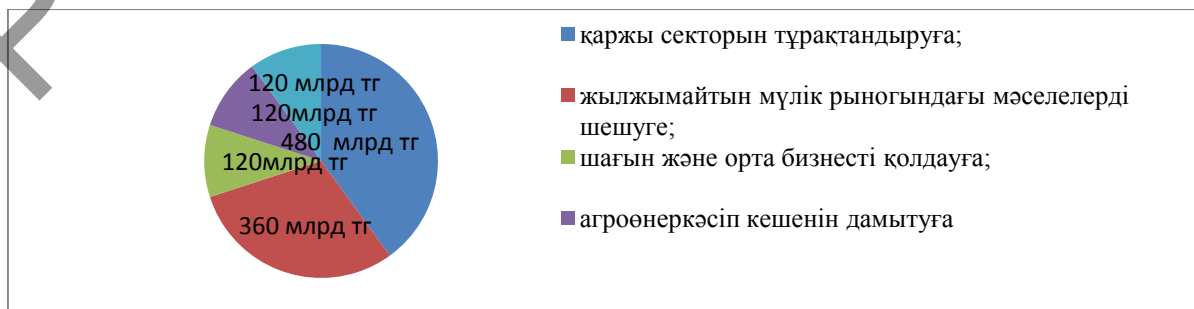 120 млрд тг
120млрд тг
480 млрд тг
120млрд тг
360 млрд тг
қаржы секторын тұрақтандыруға;
жылжымайтын мүлік рыногындағы мәселелерді
шешуге;
шағын және орта бизнесті қолдауға;
агроөнеркәсіп кешенін дамытуға